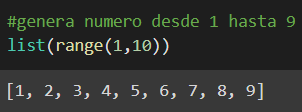 #genera numero desde 1 hasta 9
list(range(1,10))
[1, 2, 3, 4, 5, 6, 7, 8, 9]